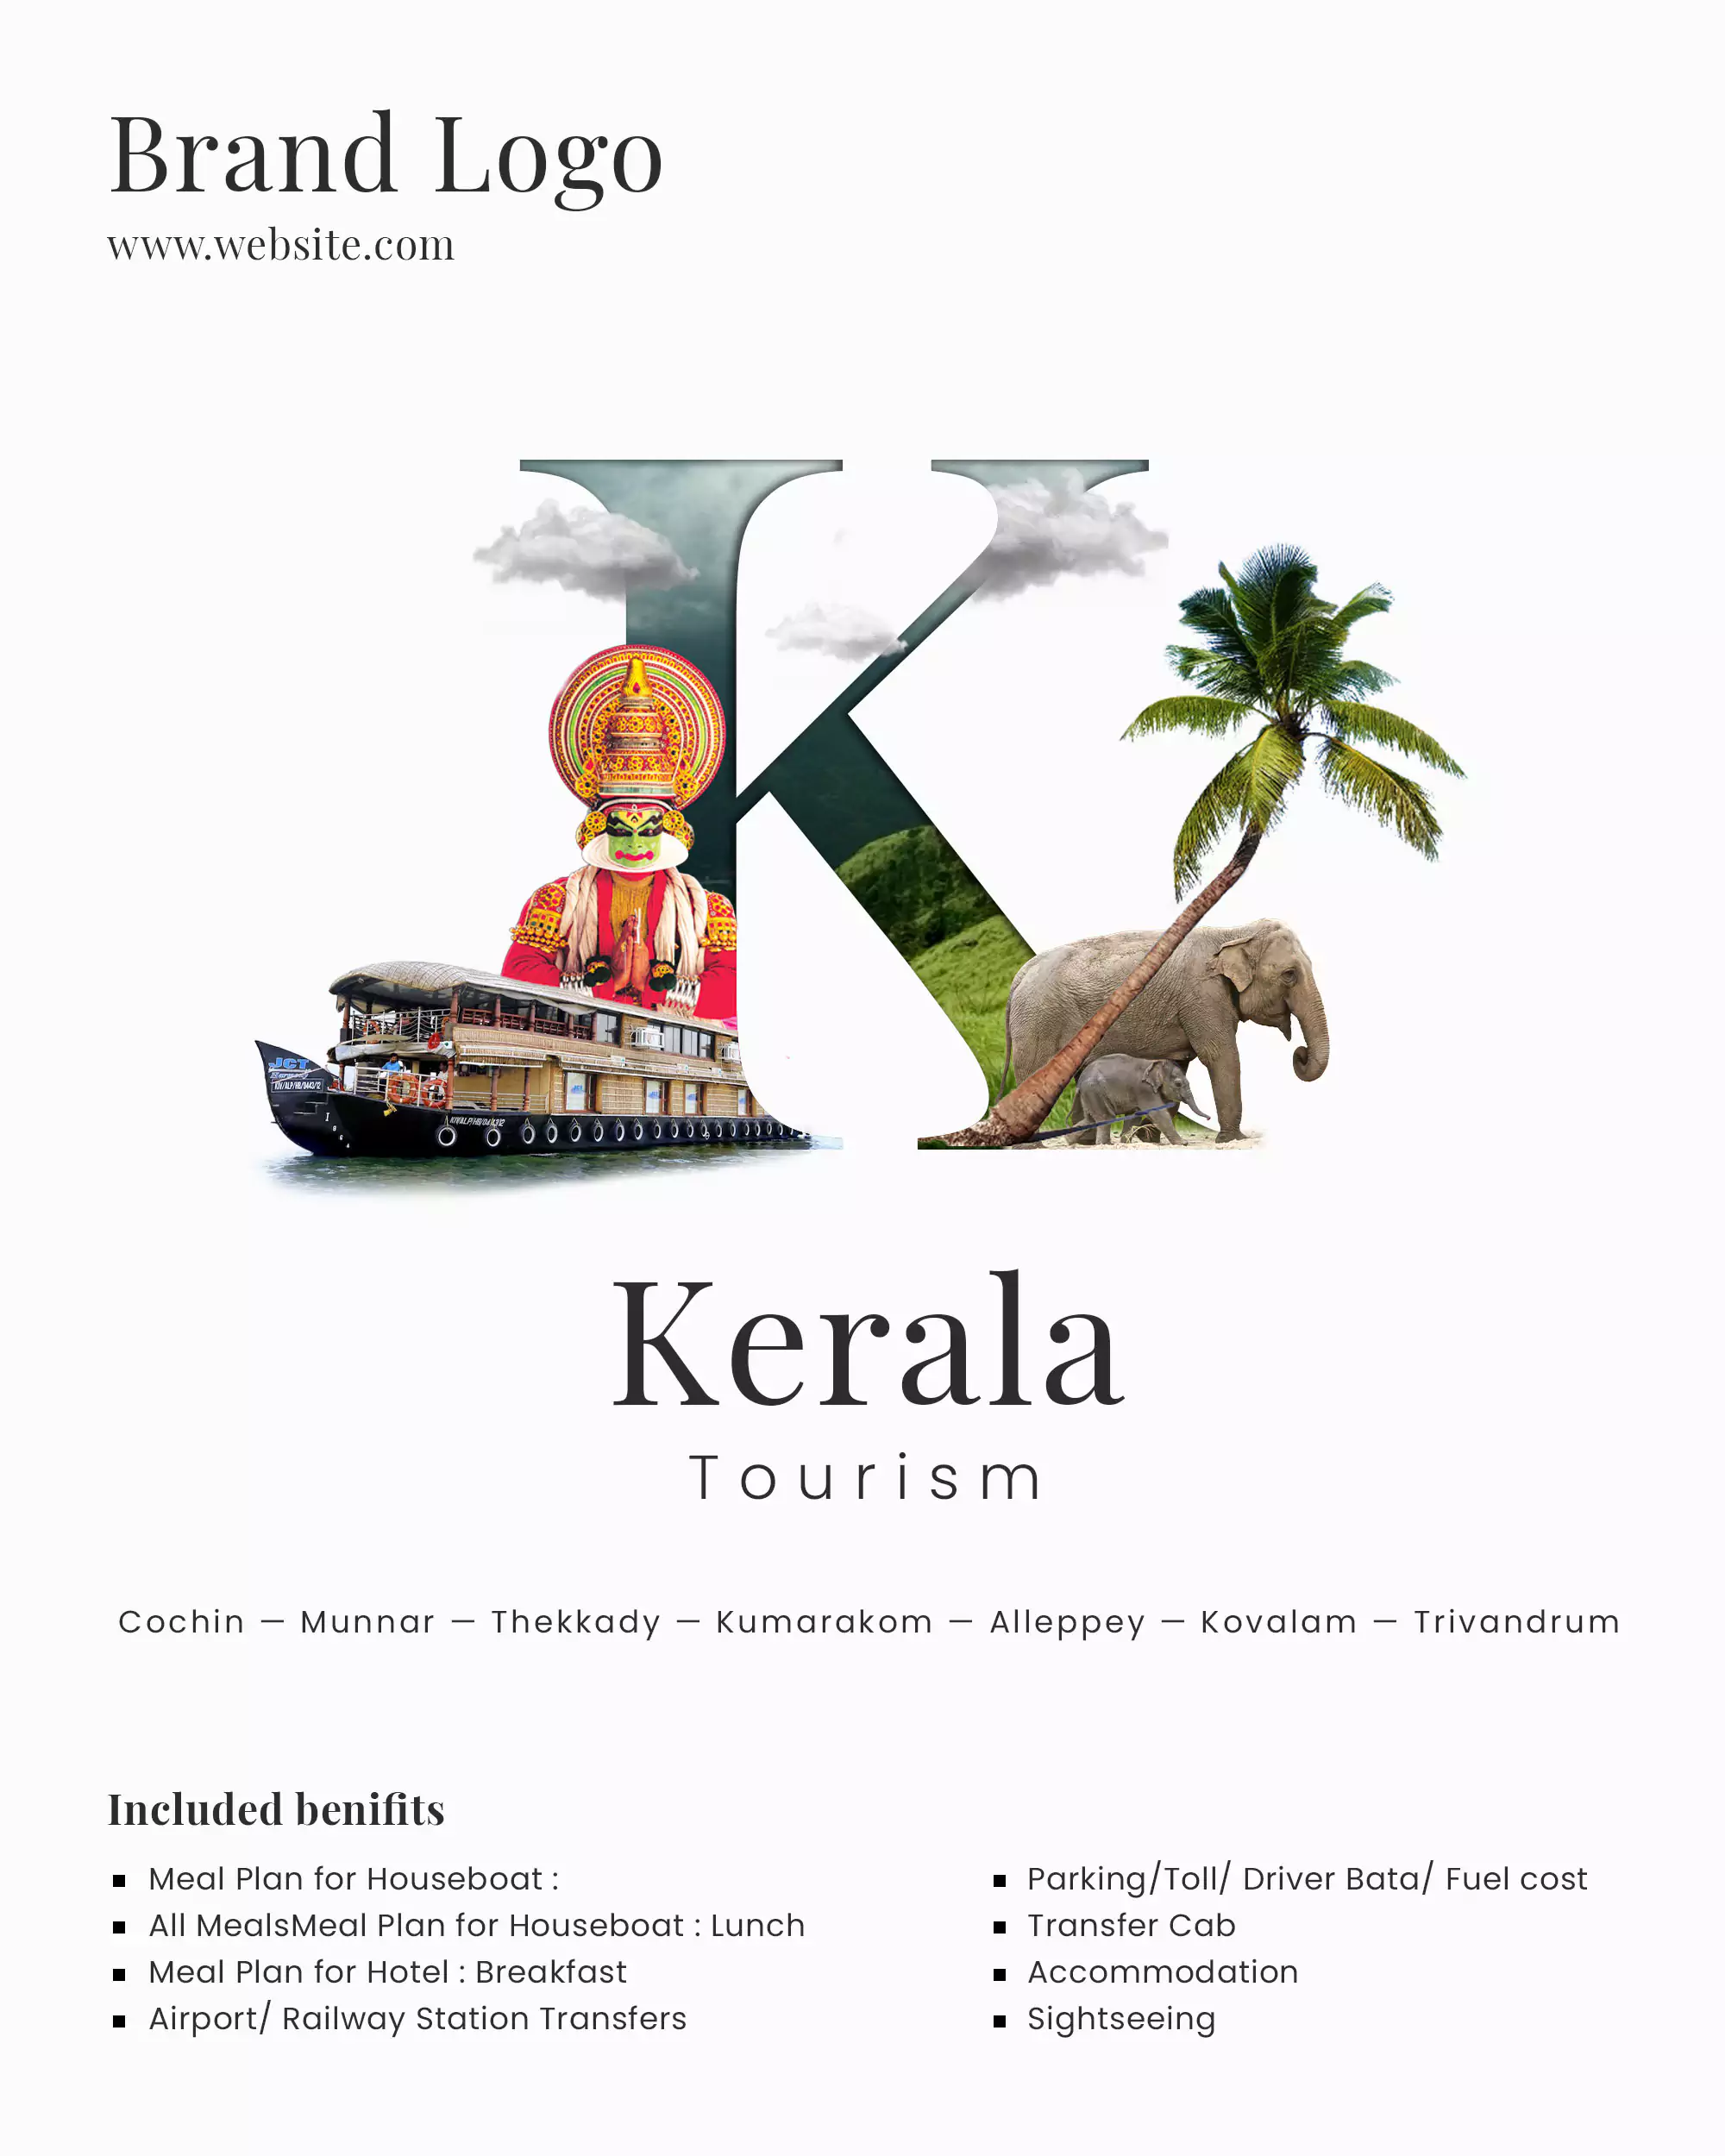 Brand Logo
www.website.com
K
JCT
Kerala
Tourism
Cochin — Munnar — Thekkady — Kumarakom — Alleppey — Kovalam — Trivandrum
Included benifits
Meal Plan for Houseboat :
All MealsMeal Plan for Houseboat : Lunch
Meal Plan for Hotel : Breakfast
Airport/ Railway Station Transfers
Parking/Toll/ Driver Bata/ Fuel cost
Transfer Cab
Accommodation
Sightseeing